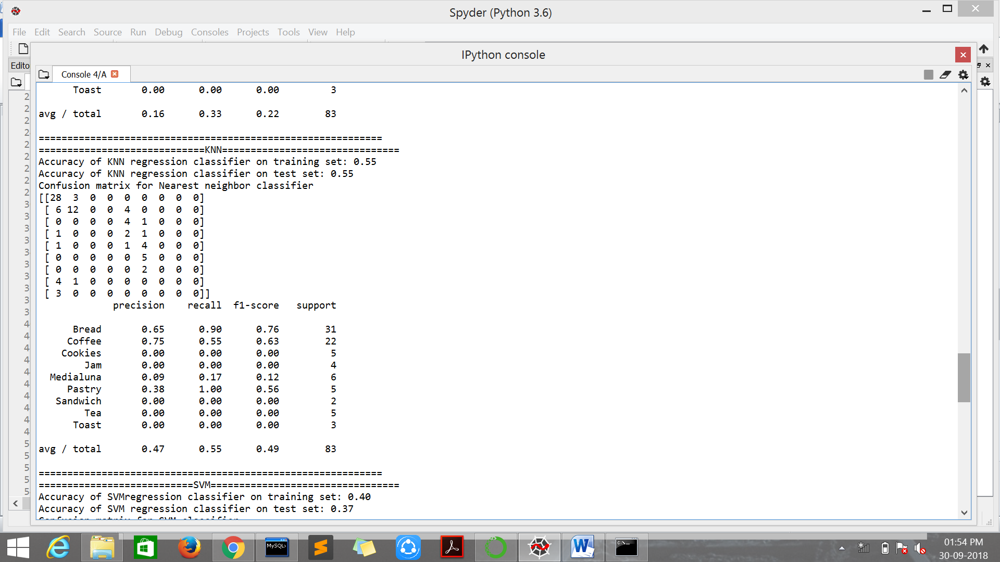 Spyder (Python 3.6)
File Edit Search Source Run Debug Consoles Projects Tools View Help
IPython console
Edito
Console 4/A
Toast 0.00 0.00 0.00 3
avg / total 0.16 0.33 0.22 83
============================================================
=============================KNN===============================
Accuracy of KNN regression classifier on training set: 0.55
Accuracy of KNN regression classifier on test set: 0.55
Confusion matrix for Nearest neighbor classifier
[[28 3 0 0 0 0 0 0 0]
[ 6 12 0 0 4 0 0 0 0]
[ 0 0 0 0 4 1 0 0 0]
[ 1 0 0 0 2 1 0 0 0]
[ 1 0 0 0 1 4 0 0 0]
[ 0 0 0 0 0 5 0 0 0]
[ 0 0 0 0 0 2 0 0 0]
[ 4 1 0 0 0 0 0 0 0]
[ 3 0 0 0 0 0 0 0 0]]
precision recall f1-score support
Bread 0.65 0.90 0.76 31
Coffee 0.75 0.55 0.63 22
Cookies 0.00 0.00 0.00 5
Jam 0.00 0.00 0.00 4
Medialuna 0.09 0.17 0.12 6
Pastry 0.38 1.00 0.56 5
Sandwich 0.00 0.00 0.00 2
Tea 0.00 0.00 0.00 5
Toast 0.00 0.00 0.00 3
avg / total 0.47 0.55 0.49 83
============================================================
===========================SVM=================================
Accuracy of SVMregression classifier on training set: 0.40
Accuracy of SVM regression classifier on test set: 0.37
Confusion matrix for SVM classifier
MySQL>
C:\._
01:54 PM
30-09-2018